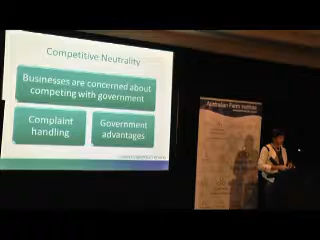 Competitive Neutrality
Businesses are concerned about
competing with government
Complaint
handling
Government
advantages
Australian Farm Institute